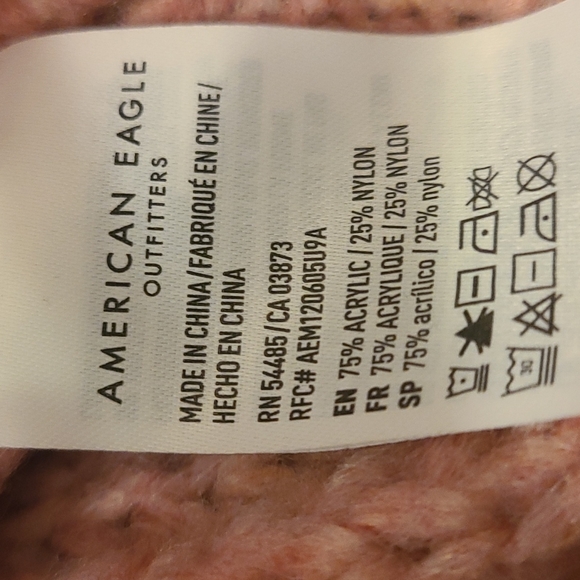 AMERICAN EAGLE
OUTFITTERS
MADE IN CHINA/FABRIQUÉ EN CHINE/
HECHO EN CHINA
RN 54485/CA 03873
RFC# AEM120605U9A
EN 75% ACRYLIC | 25% NYLON
FR 75% ACRYLIQUE | 25% NYLON
SP 75% acrílico | 25% nylon
30